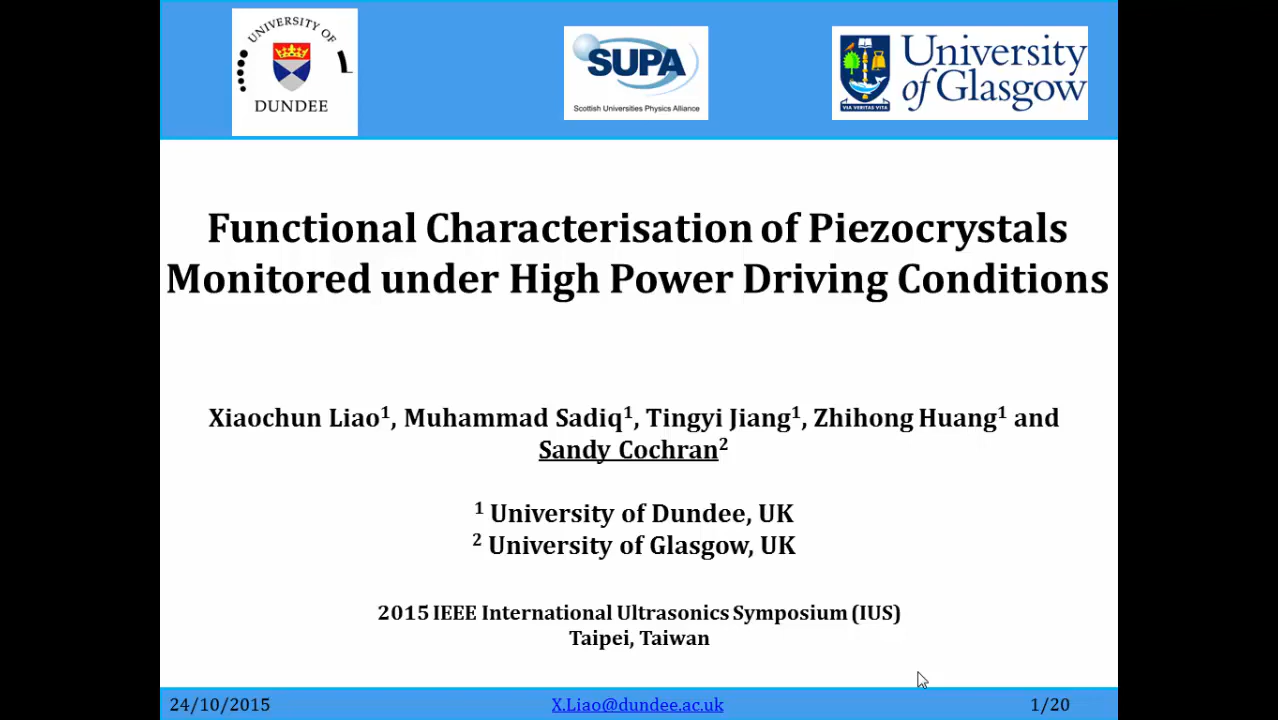 UNIVERSITY OF
DUNDEE
SUPA
Scottish Universities Physics Alliance
University
of Glasgow
VIA VERITAS VITA
Functional Characterisation of Piezocrystals
Monitored under High Power Driving Conditions
Xiaochun Liao¹, Muhammad Sadiq¹, Tingyi Jiang¹, Zhihong Huang¹ and
Sandy Cochran²
¹ University of Dundee, UK
² University of Glasgow, UK
2015 IEEE International Ultrasonics Symposium (IUS)
Taipei, Taiwan
24/10/2015
X.Liao@dundee.ac.uk
1/20